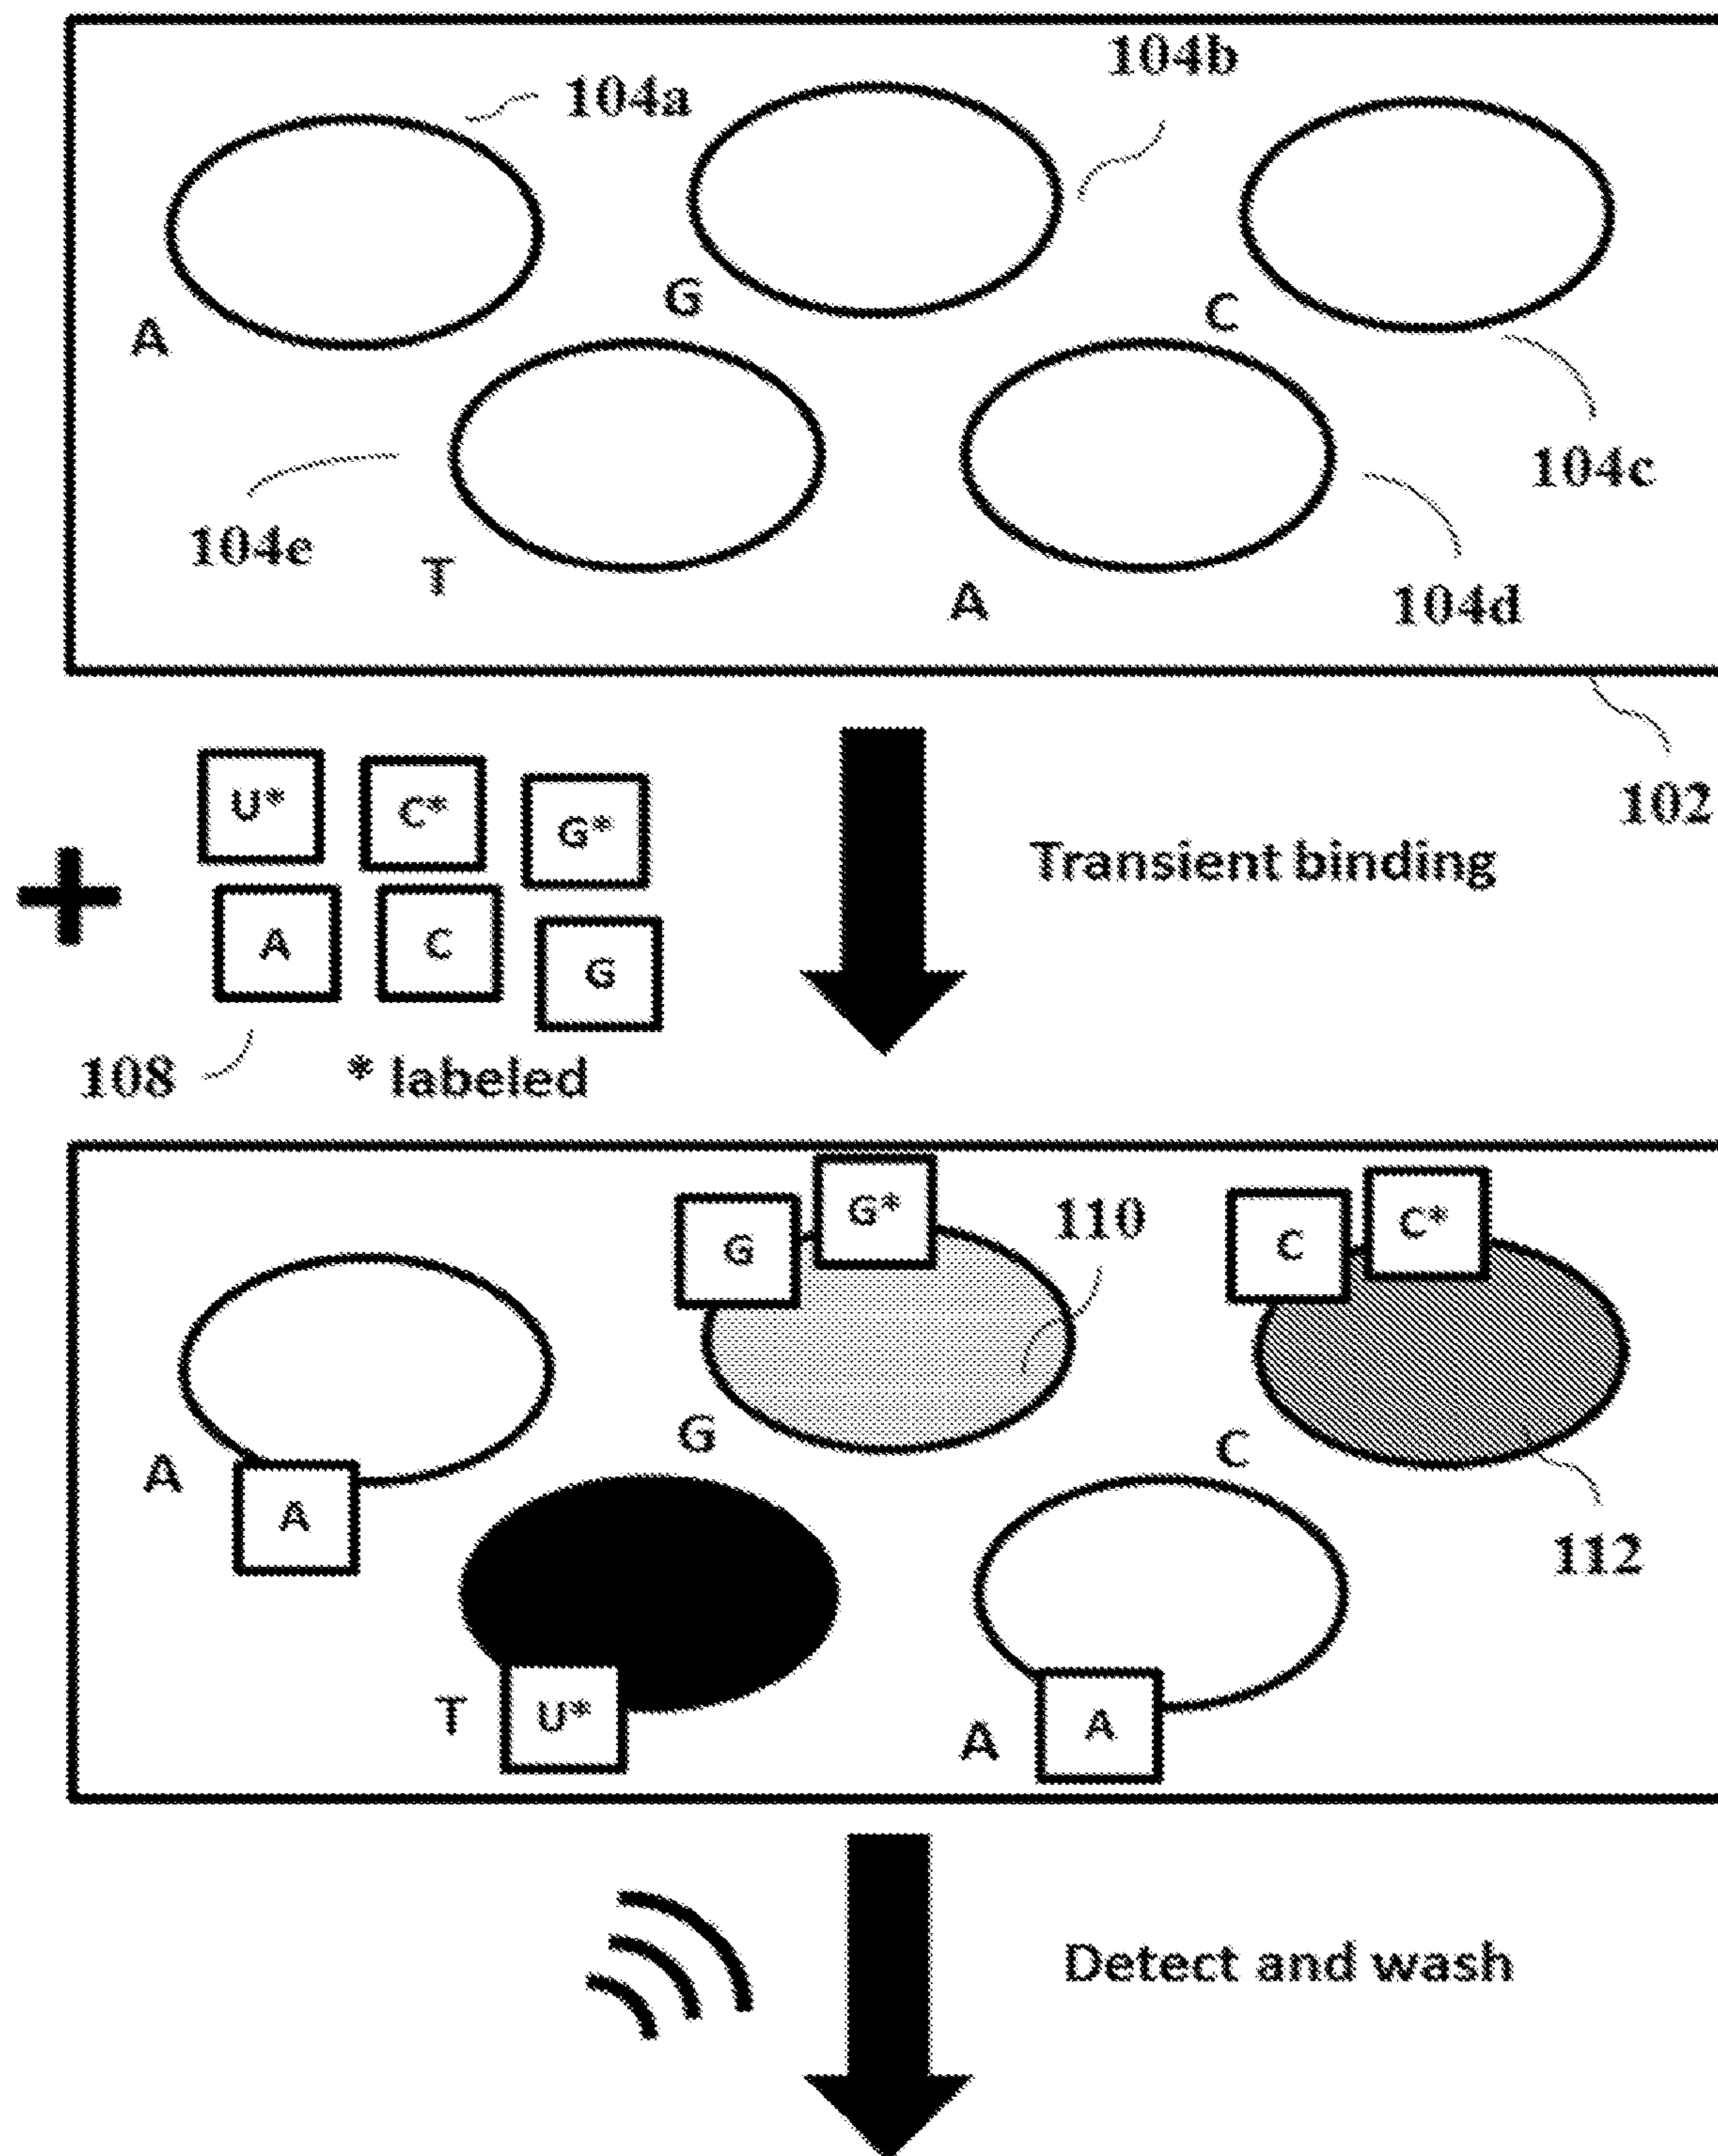 104b
104a
G
C
A
104c
104e
T
A
104d
102
U*
C*
G*
Transient binding
A
C
G
108
* labeled
G
G*
110
C
C*
G
C
A
A
112
T
U*
A
A
Detect and wash